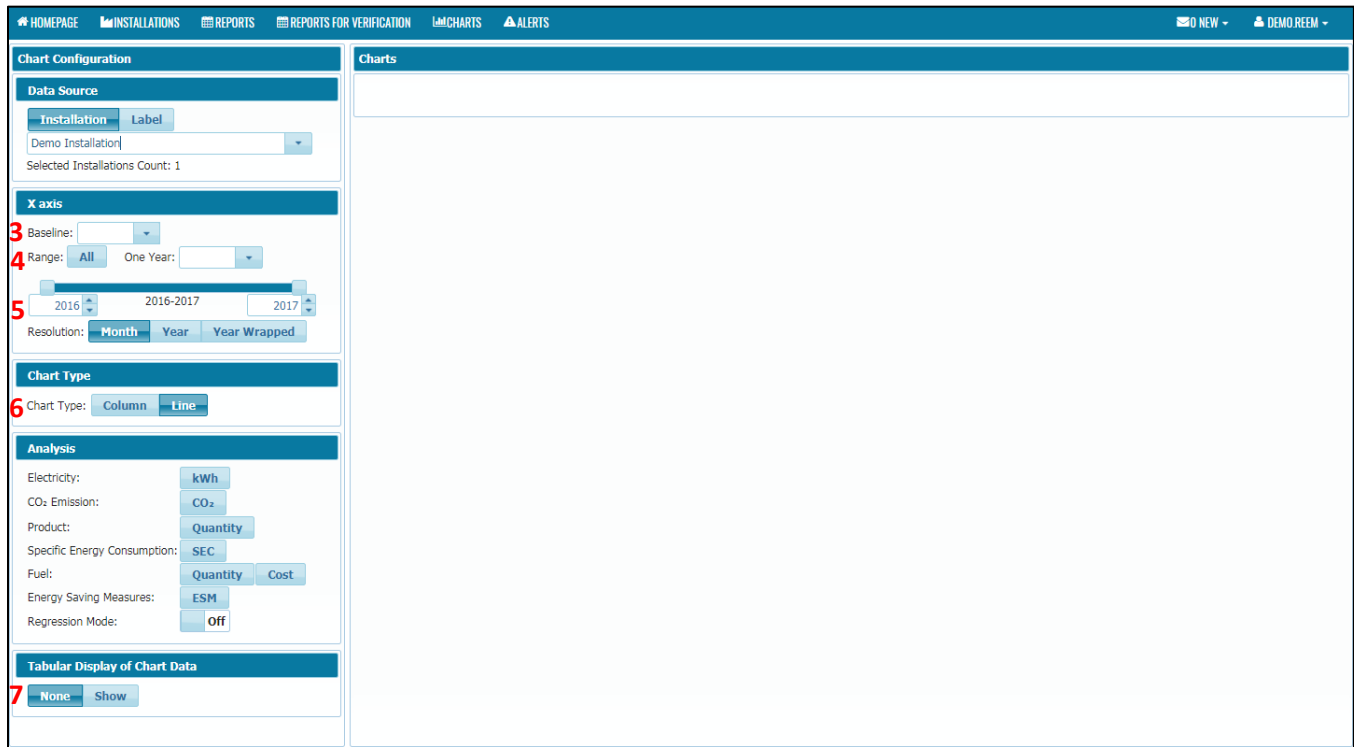 HOMEPAGE INSTALLATIONS REPORTS REPORTS FOR VERIFICATION CHARTS ALERTS 0 NEW DEMO.REEM
Chart Configuration
Data Source
Installation Label
Demo Installation
Selected Installations Count: 1
X axis
3 Baseline:
4 Range: All One Year:
5 2016 2016-2017 2017
Resolution: Month Year Year Wrapped
Chart Type
6 Chart Type: Column Line
Analysis
Electricity: kWh
CO₂ Emission: CO₂
Product: Quantity
Specific Energy Consumption: SEC
Fuel: Quantity Cost
Energy Saving Measures: ESM
Regression Mode: Off
Tabular Display of Chart Data
7 None Show
Charts